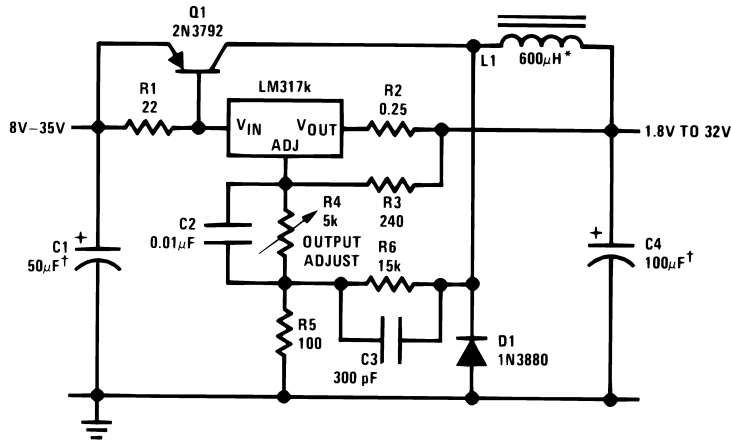 Q1
2N3792
L1
600μH*
R1
22
LM317k
R2
0.25
8V–35V
VIN
VOUT
ADJ
1.8V TO 32V
R4
5k
R3
240
C2
0.01μF
OUTPUT
ADJUST
R6
15k
C1
50μF†
+
+
C4
100μF†
R5
100
C3
300 pF
D1
1N3880